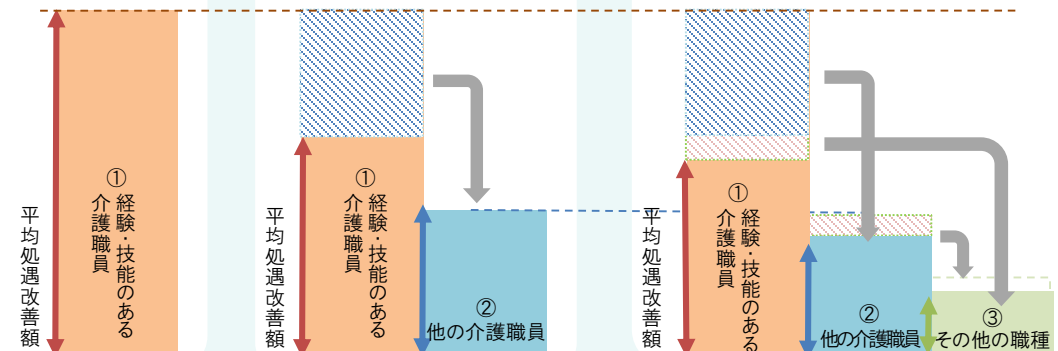 平均処遇改善額
①
経験・技能のある
介護職員
平均処遇改善額
①
経験・技能のある
介護職員
②
他の介護職員
平均処遇改善額
①
経験・技能のある
介護職員
②
他の介護職員
③
その他の職種